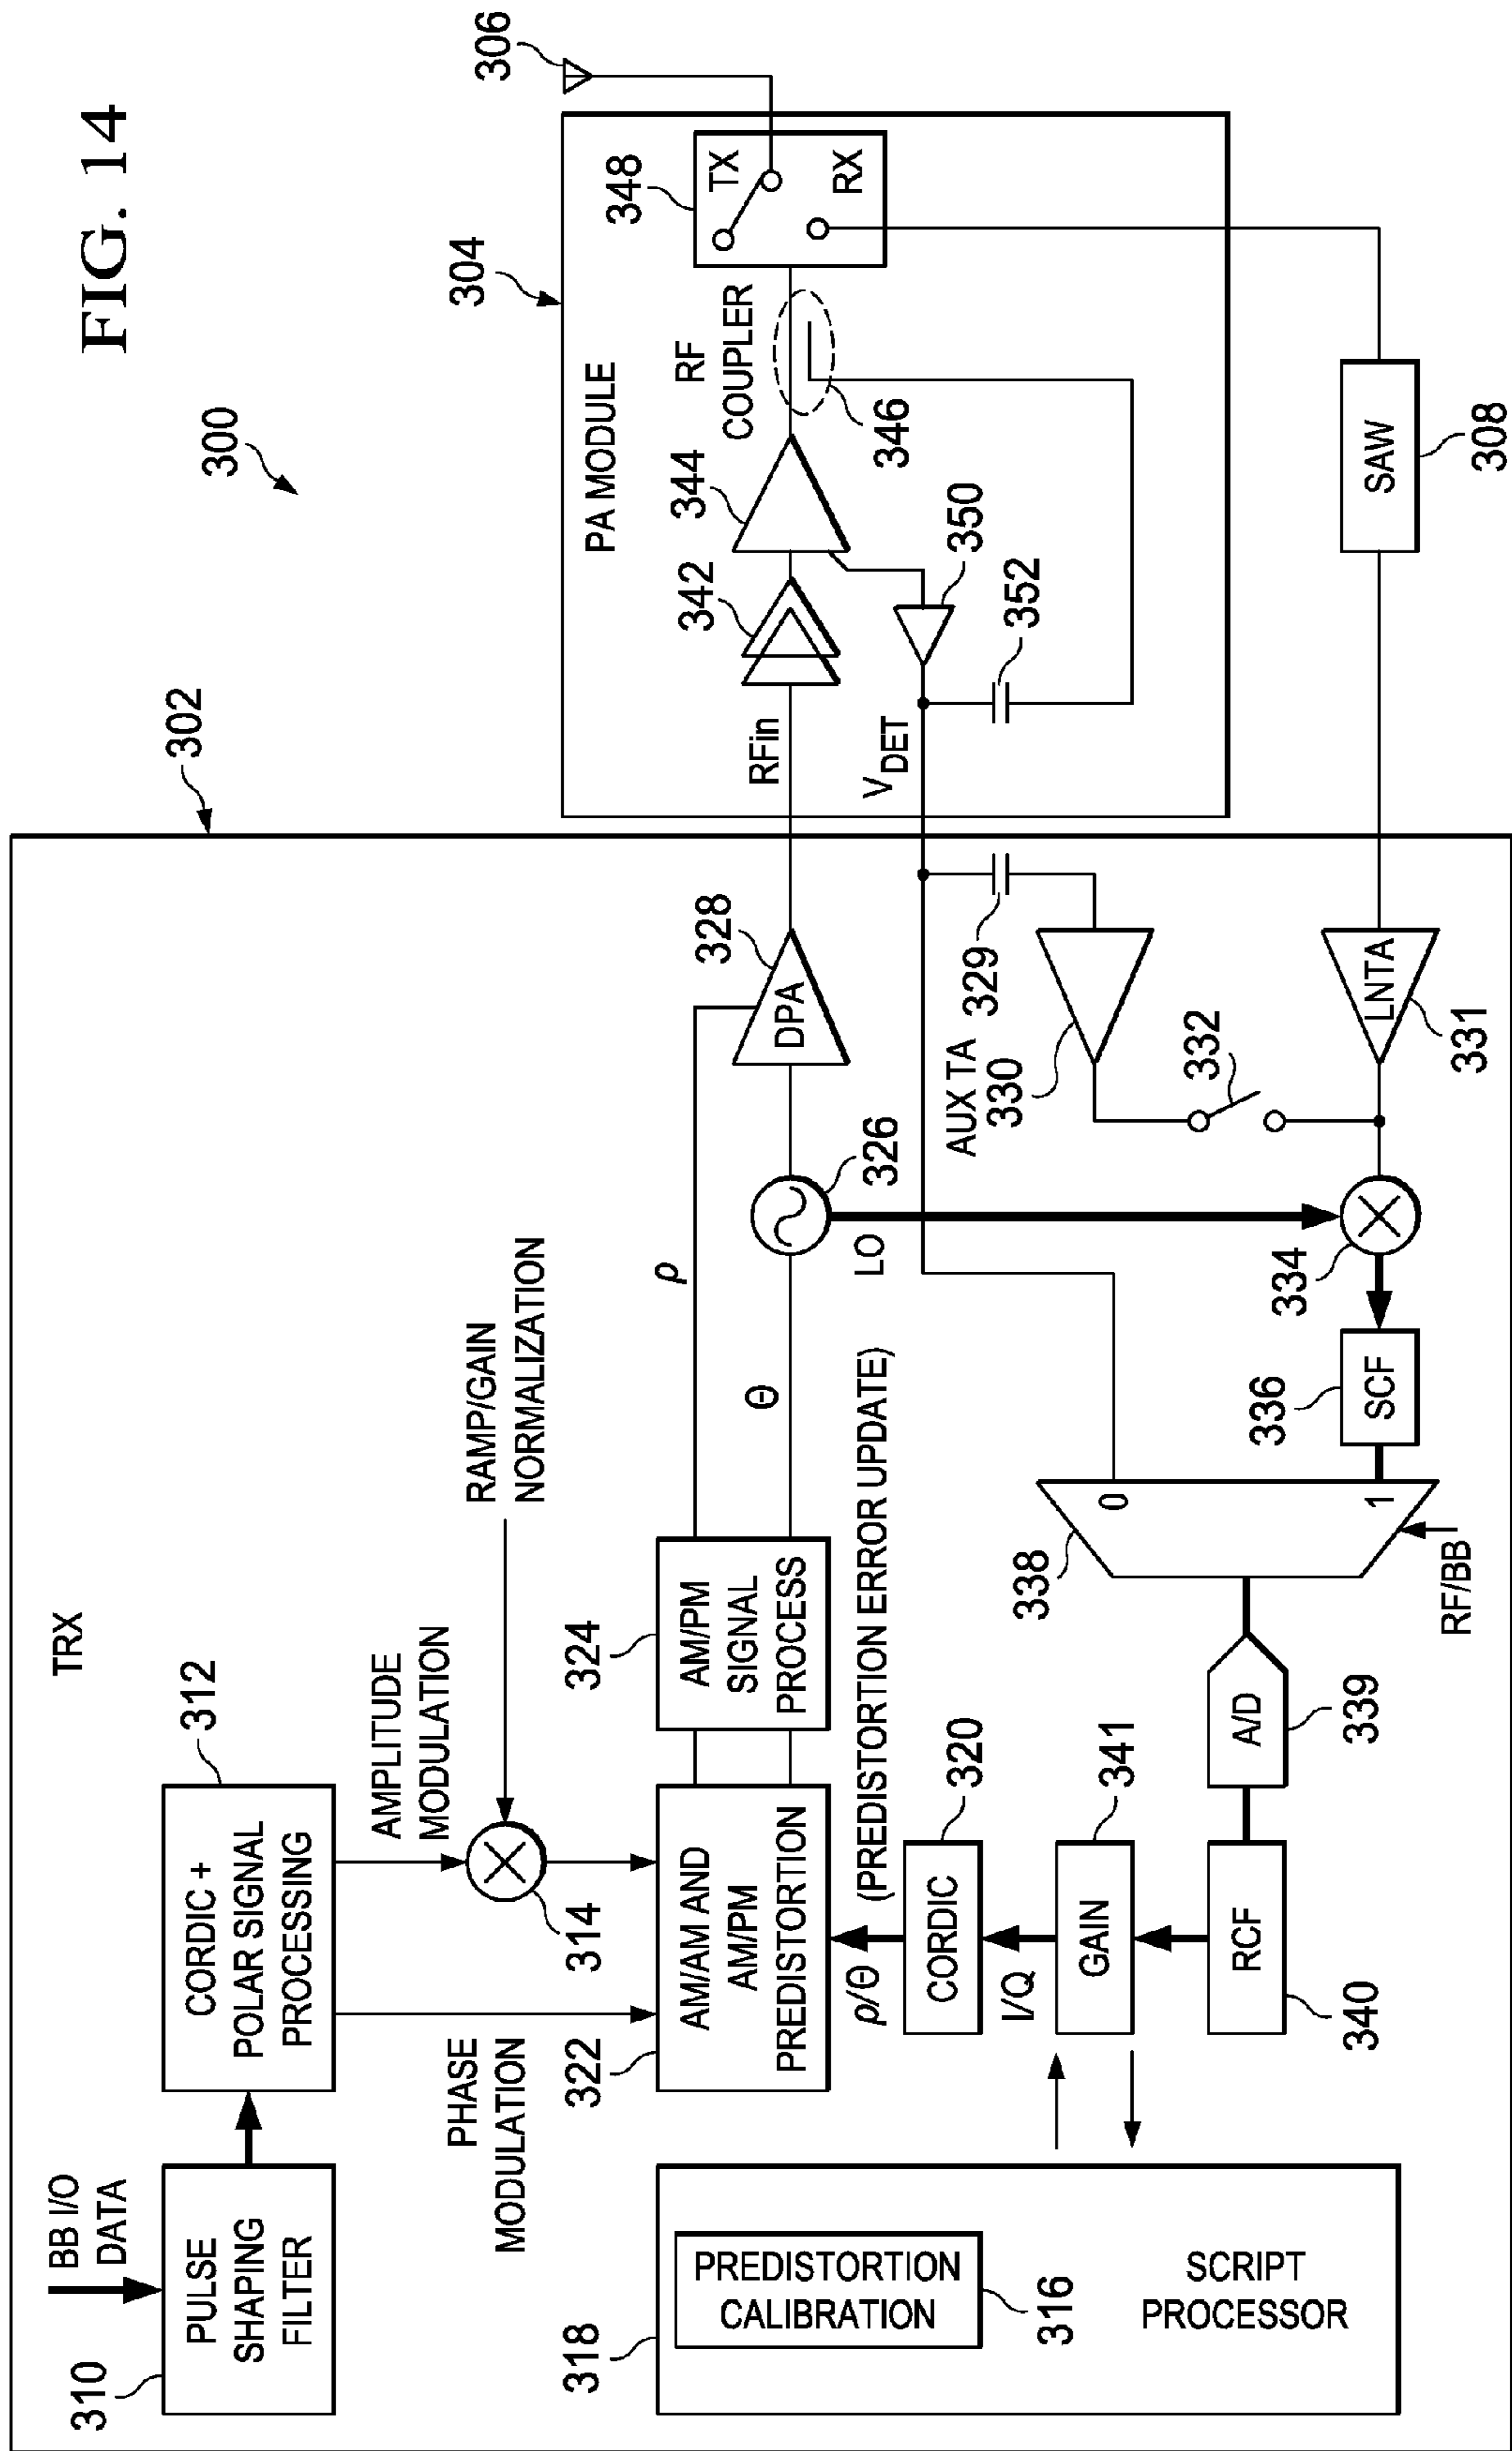 FIG. 14
300
302
TRX
BB I/O
DATA
310
PULSE
SHAPING
FILTER
312
CORDIC +
POLAR SIGNAL
PROCESSING
AMPLITUDE
MODULATION
PHASE
MODULATION
314
RAMP/GAIN
NORMALIZATION
322
AM/AM AND
AM/PM
PREDISTORTION
324
AM/PM
SIGNAL
PROCESS
ρ
Θ
326
LO
328
DPA
318
PREDISTORTION
CALIBRATION
316
SCRIPT
PROCESSOR
ρ/Θ
(PREDISTORTION ERROR UPDATE)
CORDIC
320
I/Q
GAIN
341
RCF
340
A/D
339
338
0
1
RF/BB
336
SCF
334
332
AUX TA
330
329
LNTA
331
304
PA MODULE
RFin
342
344
RF
COUPLER
346
348
TX
RX
306
VDET
350
352
SAW
308